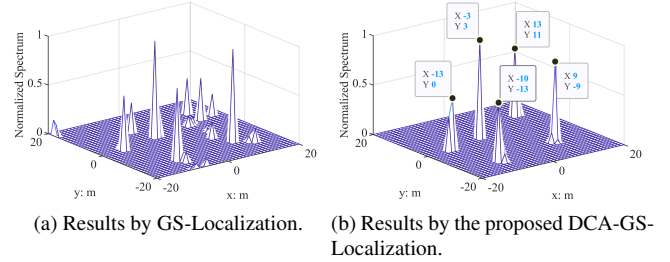 Normalized Spectrum
1
0.5
0
20
0
-20
y: m
-20
0
20
x: m
(a) Results by GS-Localization.
Normalized Spectrum
1
0.5
0
20
0
-20
y: m
-20
0
20
x: m
X -13
Y 0
X -3
Y 3
X -10
Y -13
X 13
Y 11
X 9
Y -9
(b) Results by the proposed DCA-GS-
Localization.